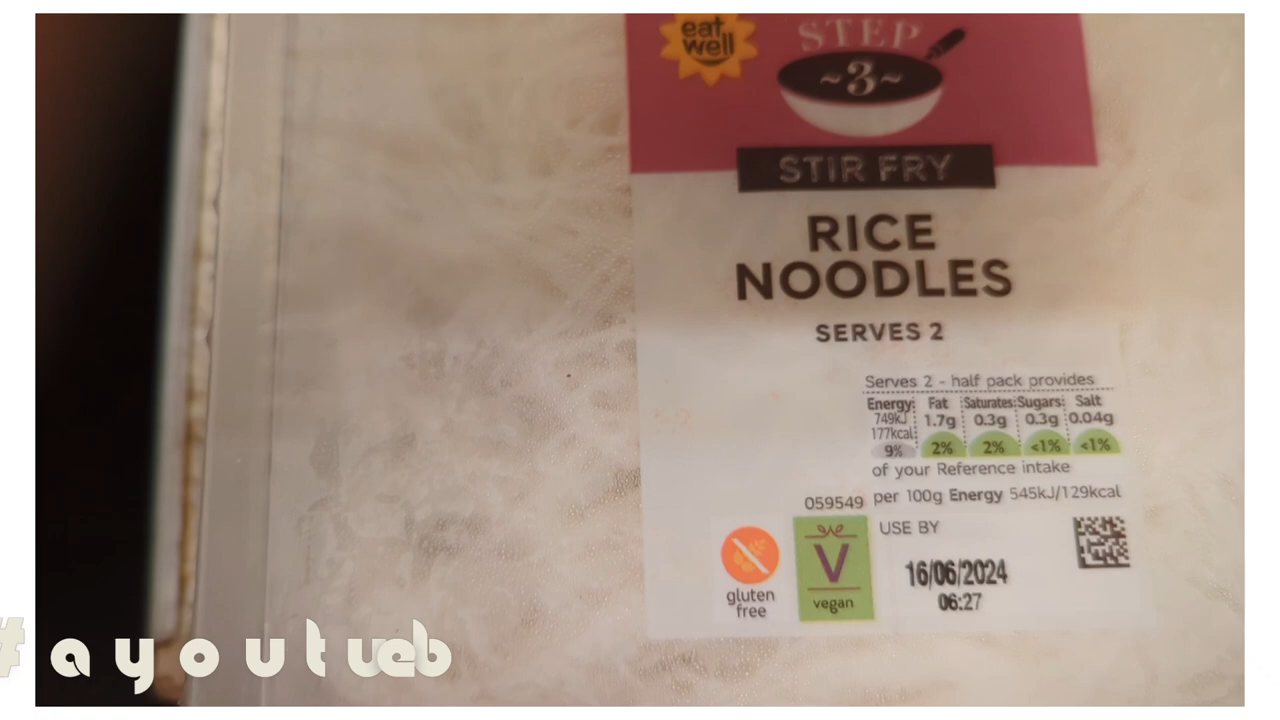 eat
well
STEP
~3~
STIR FRY
RICE
NOODLES
SERVES 2
Serves 2 - half pack provides
Energy Fat Saturates Sugars Salt
749kJ 1.7g 0.3g 0.3g 0.04g
177kcal
9% 2% 2% <1% <1%
of your Reference intake
059549 per 100g Energy 545kJ/129kcal
USE BY
16/06/2024
06:27
gluten
free
V
vegan
# ayoutueb